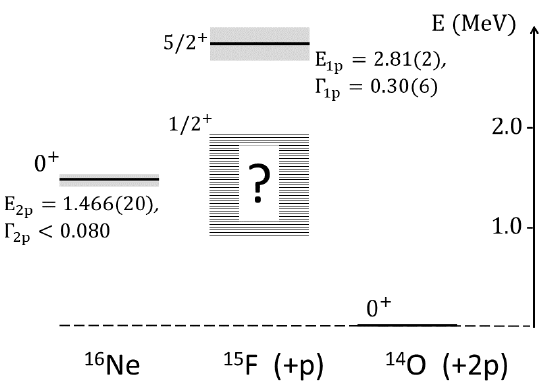 5/2⁺
E (MeV)
E₁ₚ = 2.81(2),
Γ₁ₚ = 0.30(6)
1/2⁺
2.0
0⁺
?
E₂ₚ = 1.466(20),
Γ₂ₚ < 0.080
1.0
0⁺
¹⁶Ne ¹⁵F (+p) ¹⁴O (+2p)